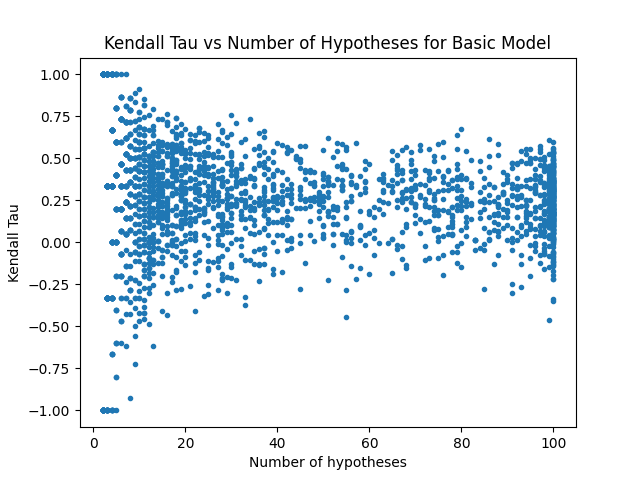 Kendall Tau vs Number of Hypotheses for Basic Model
1.00
0.75
0.50
0.25
0.00
−0.25
−0.50
−0.75
−1.00
Kendall Tau
0 20 40 60 80 100
Number of hypotheses